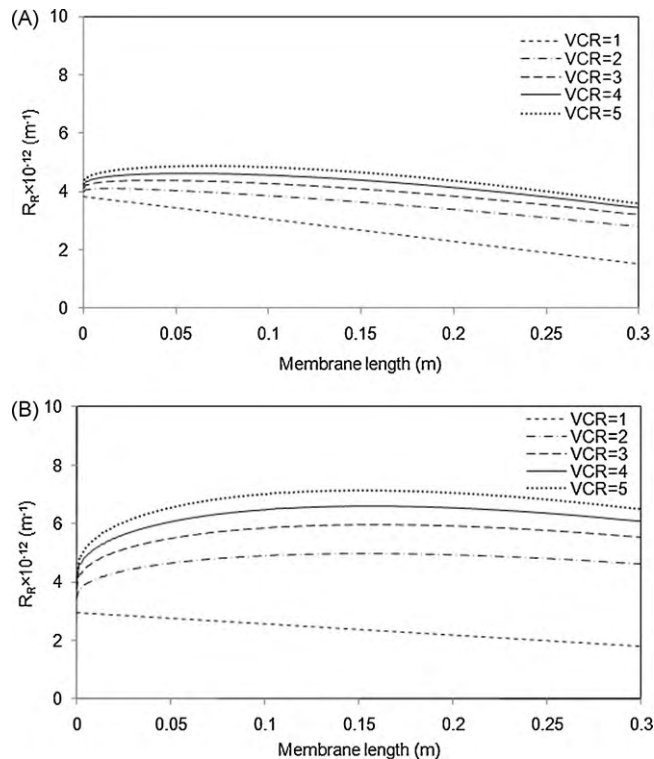 (A)
10
8
6
4
2
0
R_R×10⁻¹² (m⁻¹)
VCR=1
VCR=2
VCR=3
VCR=4
VCR=5
0 0.05 0.1 0.15 0.2 0.25 0.3
Membrane length (m)
(B)
10
8
6
4
2
0
R_R×10⁻¹² (m⁻¹)
VCR=1
VCR=2
VCR=3
VCR=4
VCR=5
0 0.05 0.1 0.15 0.2 0.25 0.3
Membrane length (m)